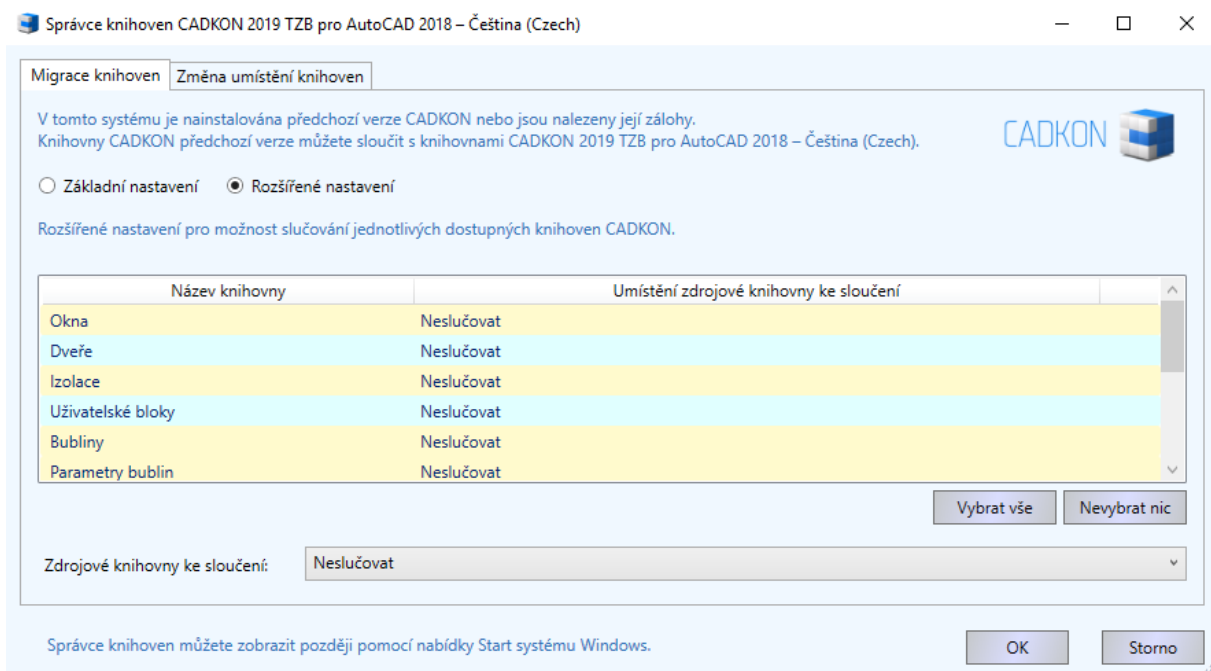 Správce knihoven CADKON 2019 TZB pro AutoCAD 2018 – Čeština (Czech)
Migrace knihoven Změna umístění knihoven
V tomto systému je nainstalována předchozí verze CADKON nebo jsou nalezeny její zálohy.
Knihovny CADKON předchozí verze můžete sloučit s knihovnami CADKON 2019 TZB pro AutoCAD 2018 – Čeština (Czech).
CADKON
Základní nastavení Rozšířené nastavení
Rozšířené nastavení pro možnost slučování jednotlivých dostupných knihoven CADKON.
Název knihovny Umístění zdrojové knihovny ke sloučení
Okna Neslučovat
Dveře Neslučovat
Izolace Neslučovat
Uživatelské bloky Neslučovat
Bubliny Neslučovat
Parametry bublin Neslučovat
Vybrat vše Nevybrat nic
Zdrojové knihovny ke sloučení: Neslučovat
Správce knihoven můžete zobrazit později pomocí nabídky Start systému Windows.
OK Storno